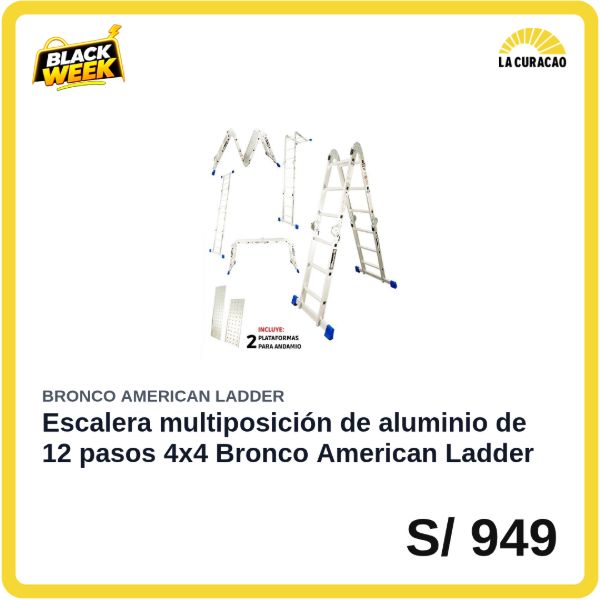 BLACK
WEEK
LA CURACAO
INCLUYE:
2 PLATAFORMAS
PARA ANDAMIO
BRONCO AMERICAN LADDER
Escalera multiposición de aluminio de
12 pasos 4x4 Bronco American Ladder
S/ 949